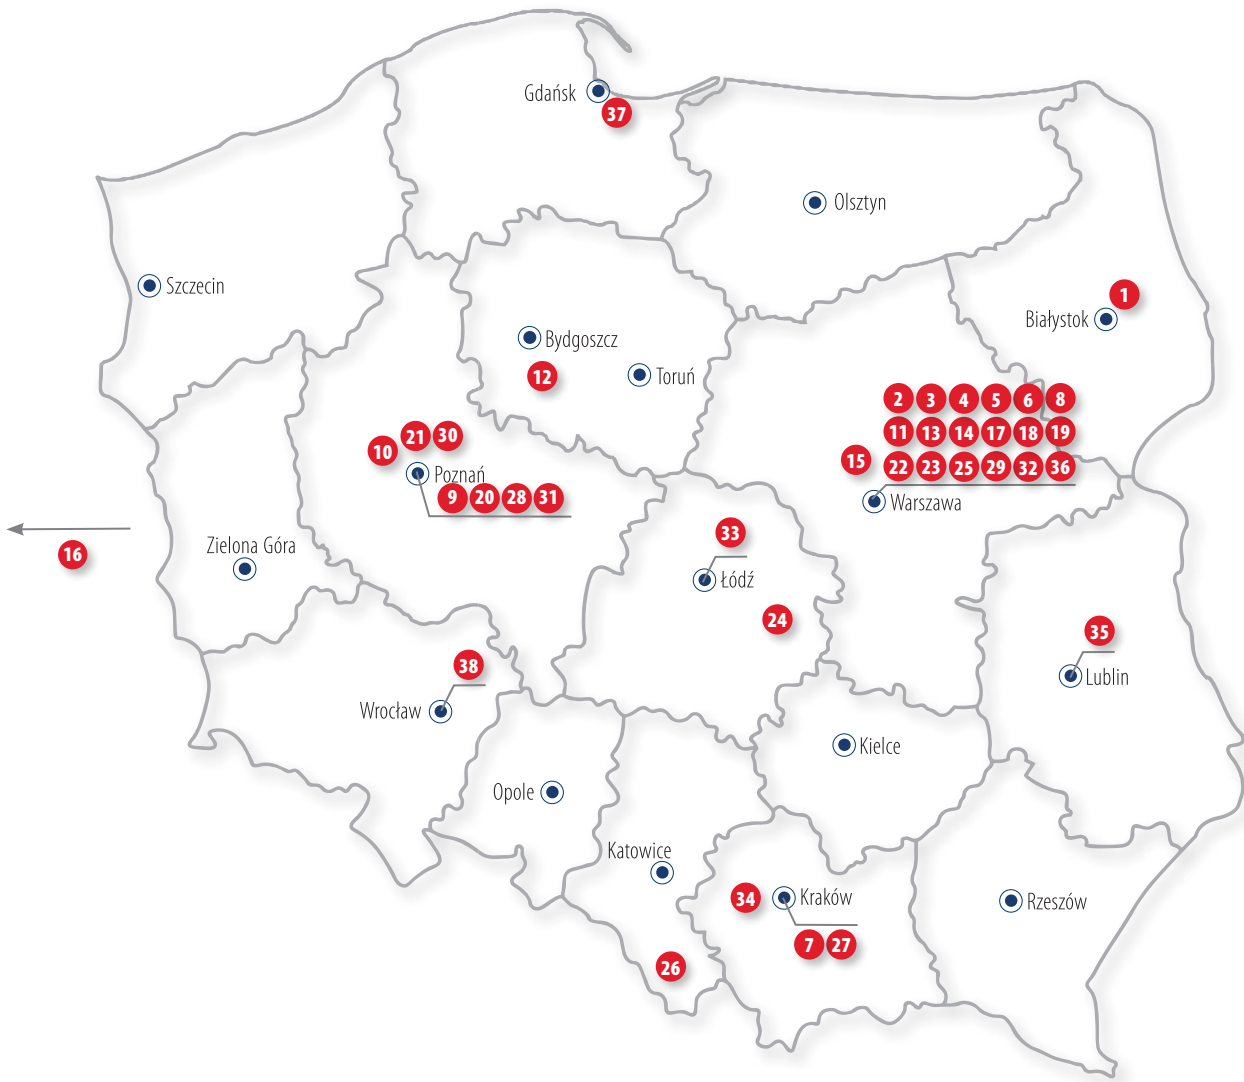 Gdańsk
37
Olsztyn
Szczecin
1
Białystok
Bydgoszcz
12
Toruń
2 3 4 5 6 8
11 13 14 17 18 19
15
22 23 25 29 32 36
Warszawa
21 30
10
Poznań
9 20 28 31
16
Zielona Góra
33
Łódź
24
35
Lublin
38
Wrocław
Kielce
Opole
Katowice
34
Kraków
7 27
Rzeszów
26